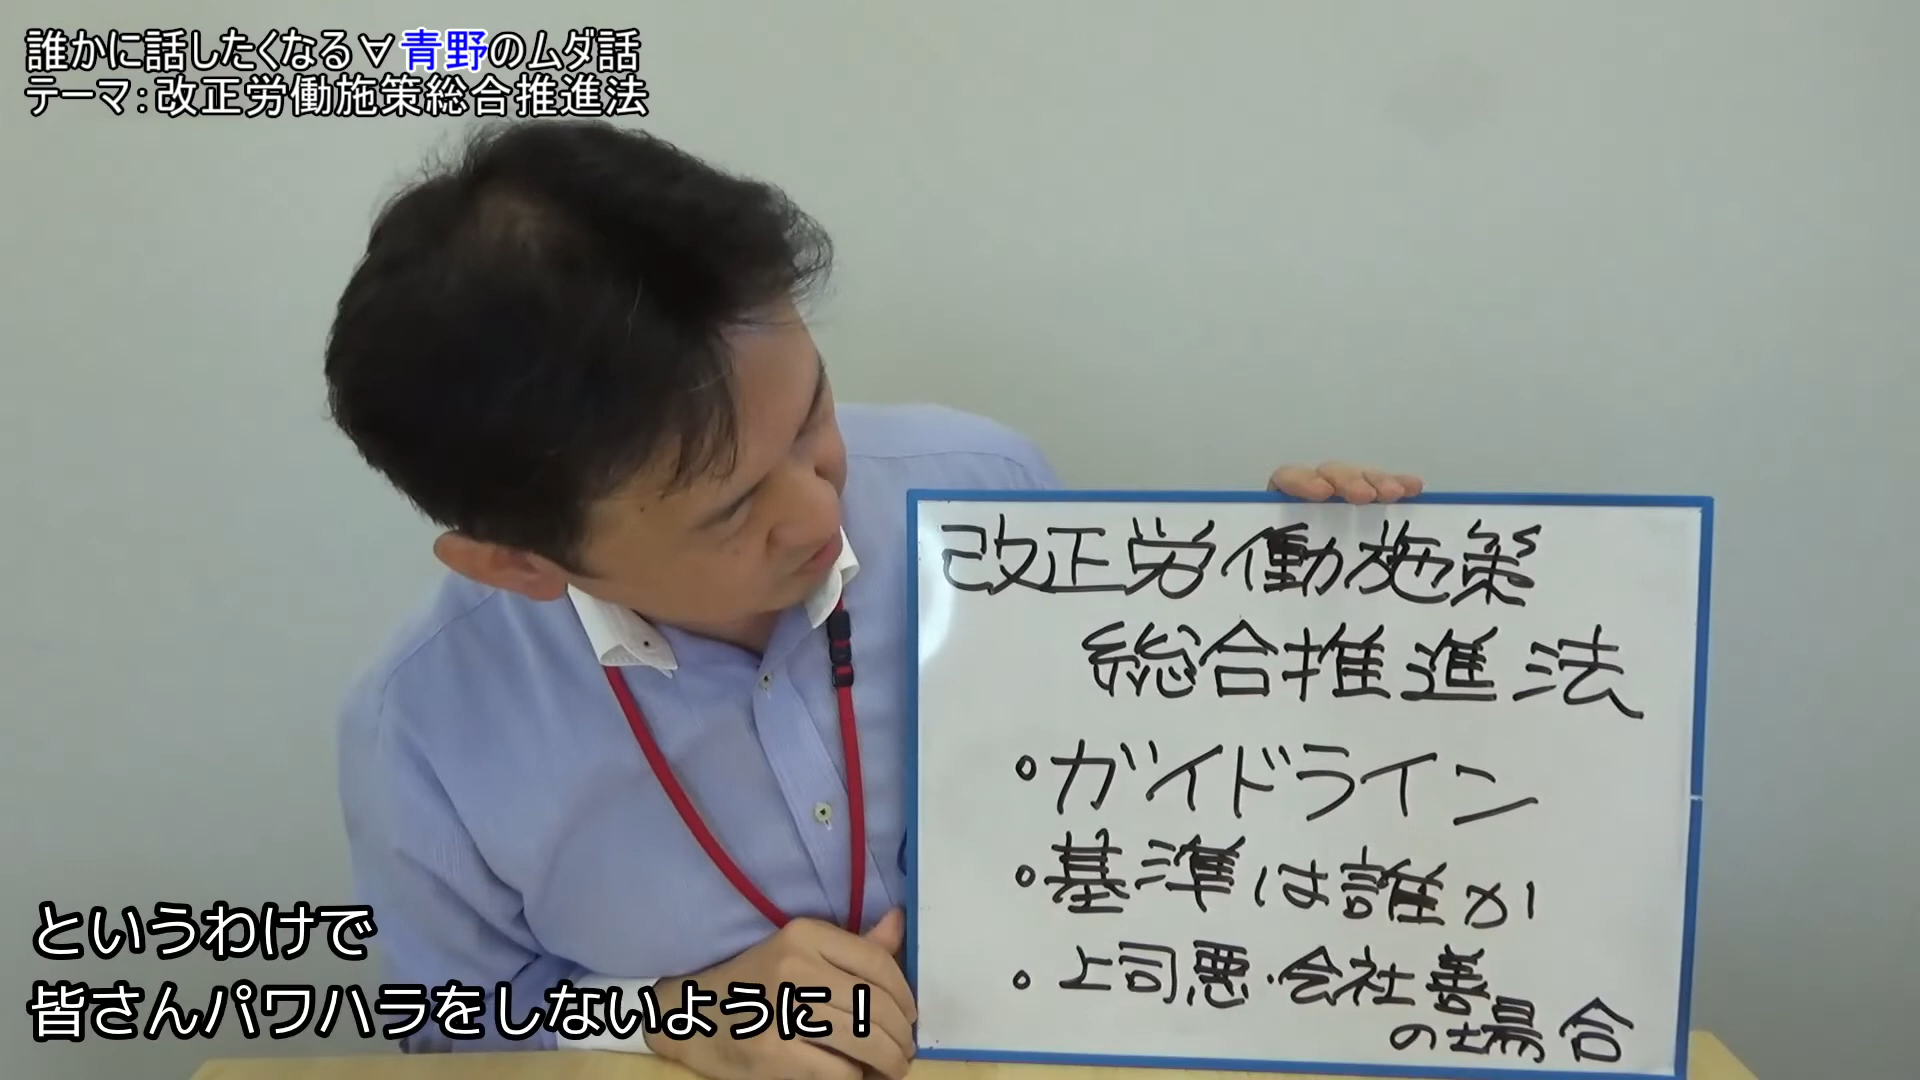 誰かに話したくなる∀青野のムダ話
テーマ:改正労働施策総合推進法
改正労働施策
総合推進法
・ガイドライン
・基準は誰か
・上司悪・会社善
の場合
というわけで
皆さんパワハラをしないように!